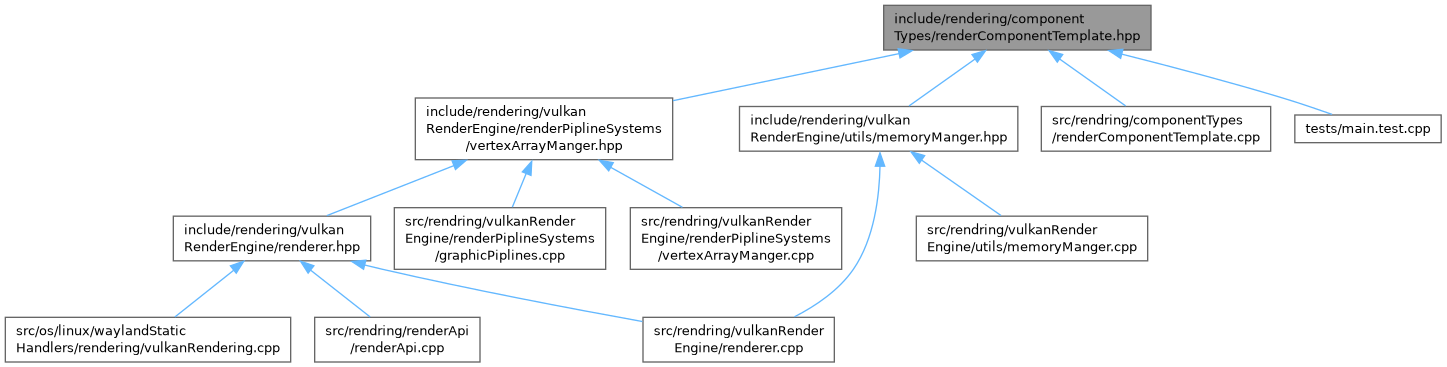 include/rendering/component
Types/renderComponentTemplate.hpp
include/rendering/vulkan
RenderEngine/renderPiplineSystems
/vertexArrayManger.hpp
include/rendering/vulkan
RenderEngine/utils/memoryManger.hpp
src/rendring/componentTypes
/renderComponentTemplate.cpp
tests/main.test.cpp
include/rendering/vulkan
RenderEngine/renderer.hpp
src/rendring/vulkanRender
Engine/renderPiplineSystems
/graphicPiplines.cpp
src/rendring/vulkanRender
Engine/renderPiplineSystems
/vertexArrayManger.cpp
src/rendring/vulkanRender
Engine/utils/memoryManger.cpp
src/os/linux/waylandStatic
Handlers/rendering/vulkanRendering.cpp
src/rendring/renderApi
/renderApi.cpp
src/rendring/vulkanRender
Engine/renderer.cpp